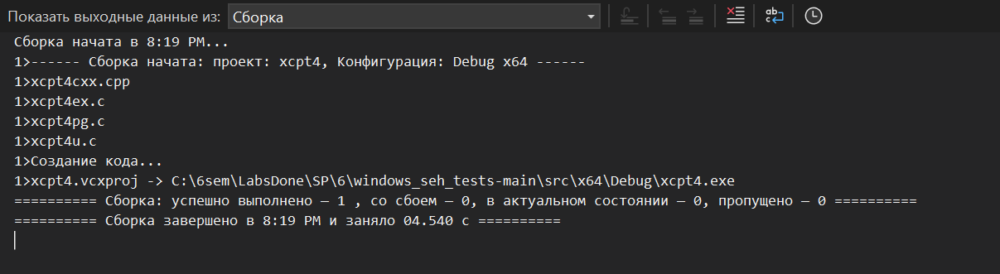 Показать выходные данные из: Сборка
Сборка начата в 8:19 PM...
1>------ Сборка начата: проект: xcpt4, Конфигурация: Debug x64 ------
1>xcpt4cxx.cpp
1>xcpt4ex.c
1>xcpt4pg.c
1>xcpt4u.c
1>Создание кода...
1>xcpt4.vcxproj -> C:\6sem\LabsDone\SP\6\windows_seh_tests-main\src\x64\Debug\xcpt4.exe
========== Сборка: успешно выполнено — 1 , со сбоем — 0, в актуальном состоянии — 0, пропущено — 0 ==========
========== Сборка завершено в 8:19 PM и заняло 04.540 с ==========